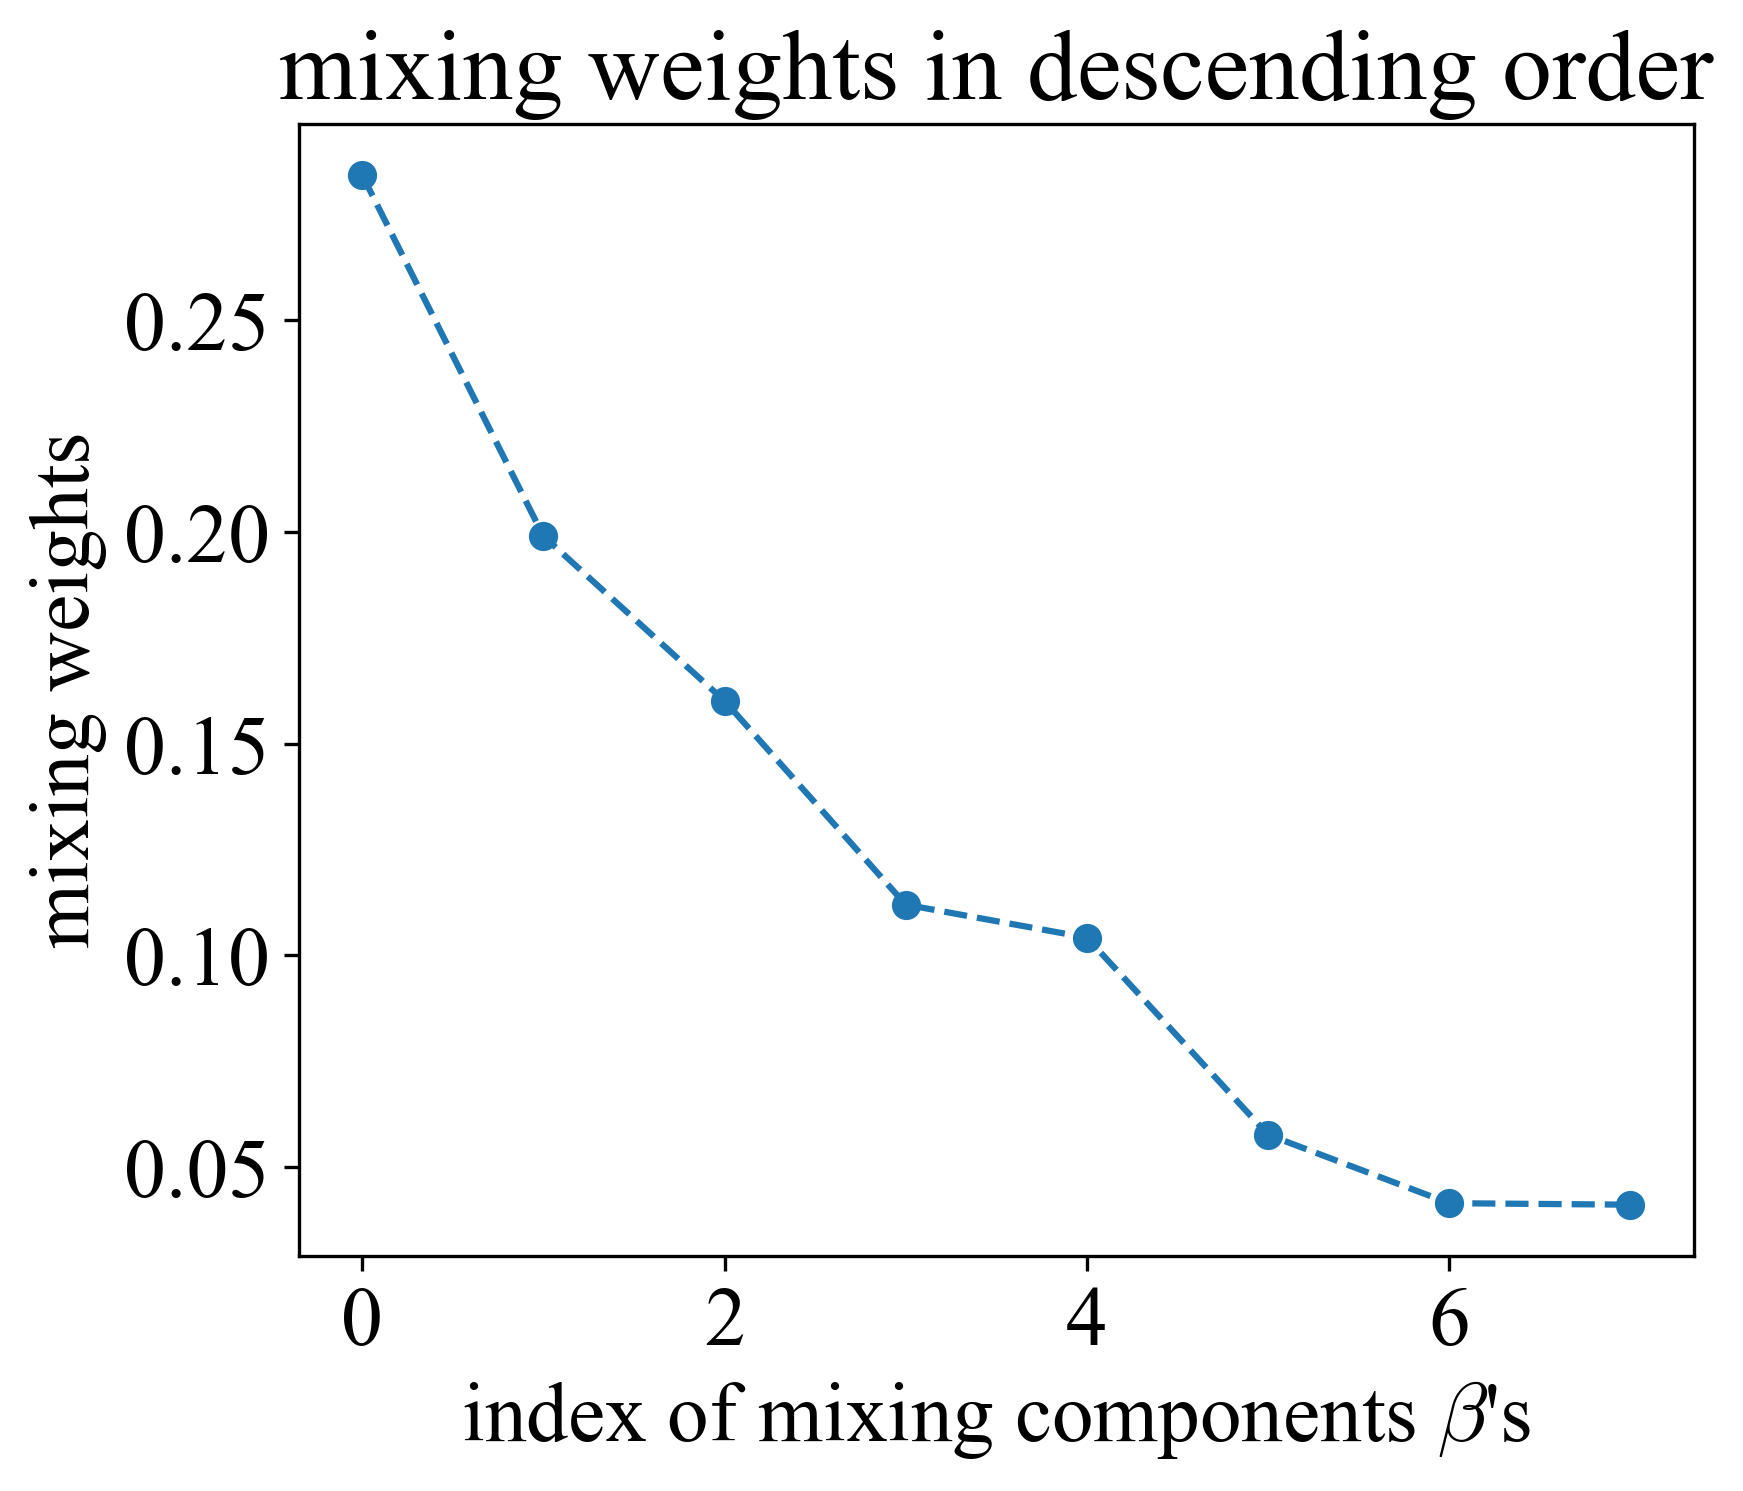 mixing weights in descending order
mixing weights
0.25
0.20
0.15
0.10
0.05
0 2 4 6
index of mixing components β's